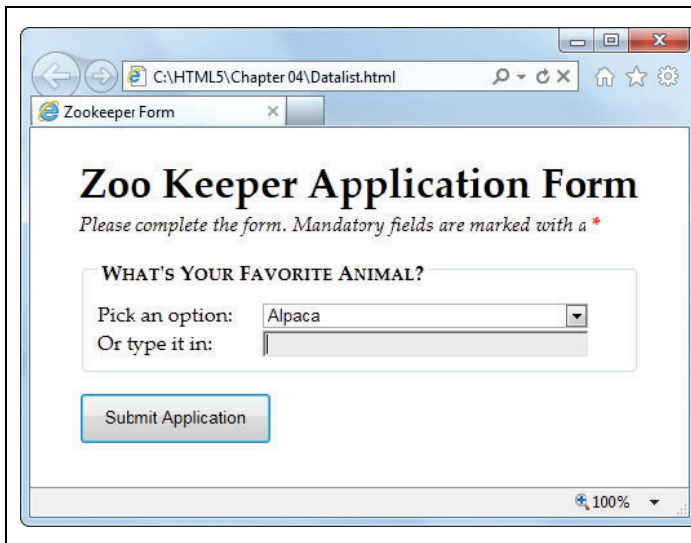 C:\HTML5\Chapter 04\Datalist.html
Zookeeper Form
Zoo Keeper Application Form
Please complete the form. Mandatory fields are marked with a *
WHAT'S YOUR FAVORITE ANIMAL?
Pick an option: Alpaca
Or type it in:
Submit Application
100%